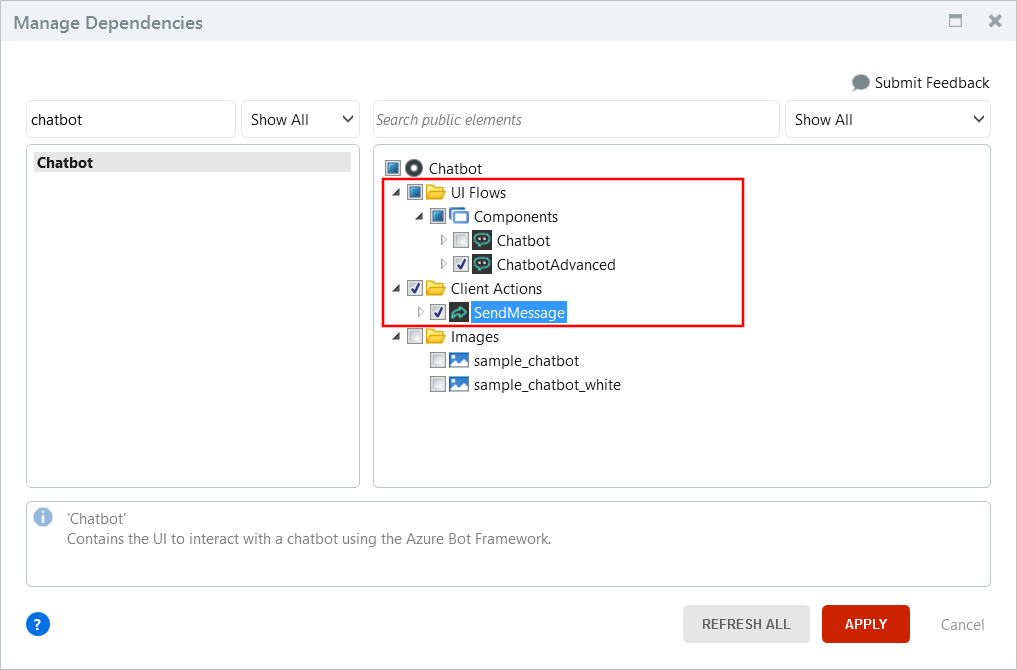 Manage Dependencies
Submit Feedback
chatbot
Show All
Search public elements
Show All
Chatbot
Chatbot
UI Flows
Components
Chatbot
ChatbotAdvanced
Client Actions
SendMessage
Images
sample_chatbot
sample_chatbot_white
'Chatbot'
Contains the UI to interact with a chatbot using the Azure Bot Framework.
?
REFRESH ALL
APPLY
Cancel